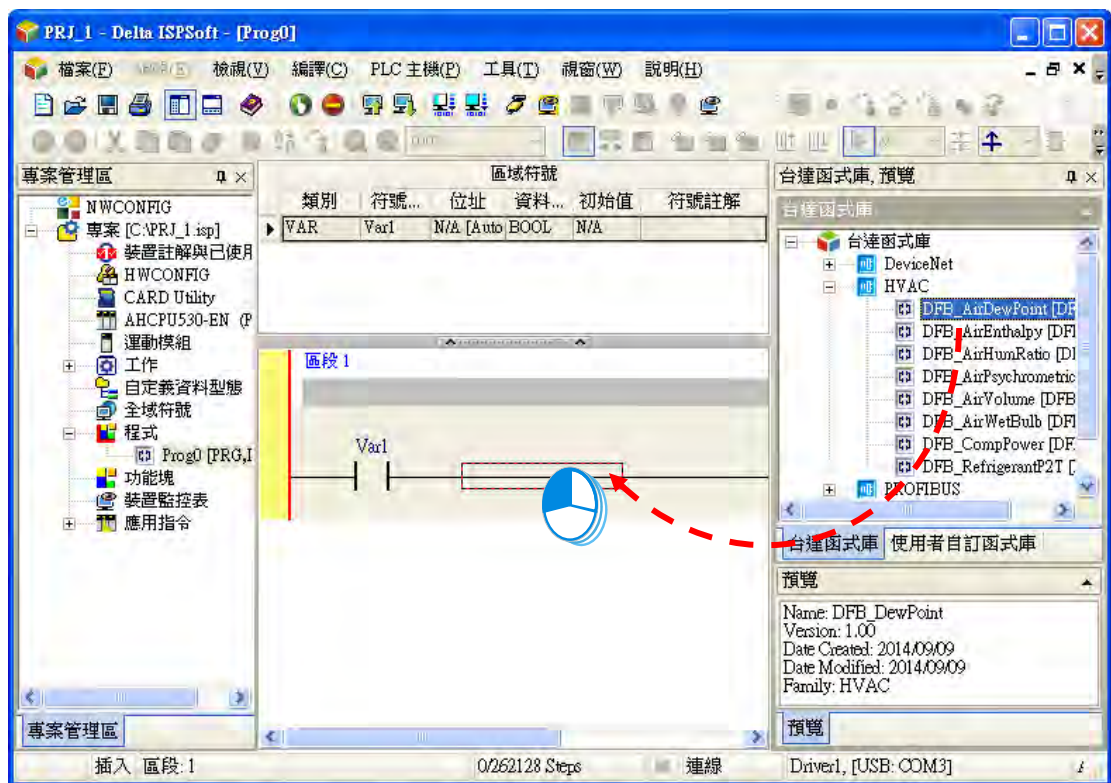 PRJ_1 - Delta ISPSoft - [Prog0]
檔案(F) 檢視(V) 編譯(C) PLC 主機(P) 工具(T) 視窗(W) 說明(H)
專案管理區
NWCONFIG
專案 [C:\PRJ_1.isp]
裝置註解與已使用
HWCONFIG
CARD Utility
AHCPU530-EN (P
運動模組
工作
自定義資料型態
全域符號
程式
Prog0 [PRG,I
功能塊
裝置監控表
應用指令
專案管理區
區域符號
類別 符號... 位址 資料... 初始值 符號註解
VAR Var1 N/A [Auto BOOL N/A
區段 1
Var1
台達函式庫, 預覽
台達函式庫
台達函式庫
DeviceNet
HVAC
DFB_AirDewPoint [DF
DFB_AirEnthalpy [DFI
DFB_AirHumRatio [DI
DFB_AirPsychrometric
DFB_AirVolume [DFB
DFB_AirWetBulb [DFI
DFB_CompPower [DF.
DFB_RefrigerantP2T [
PROFIBUS
台達函式庫 使用者自訂函式庫
預覽
Name: DFB_DewPoint
Version: 1.00
Date Created: 2014/09/09
Date Modified: 2014/09/09
Family: HVAC
預覽
插入 區段: 1 0/262128 Steps 連線 Driver1, [USB: COM3]